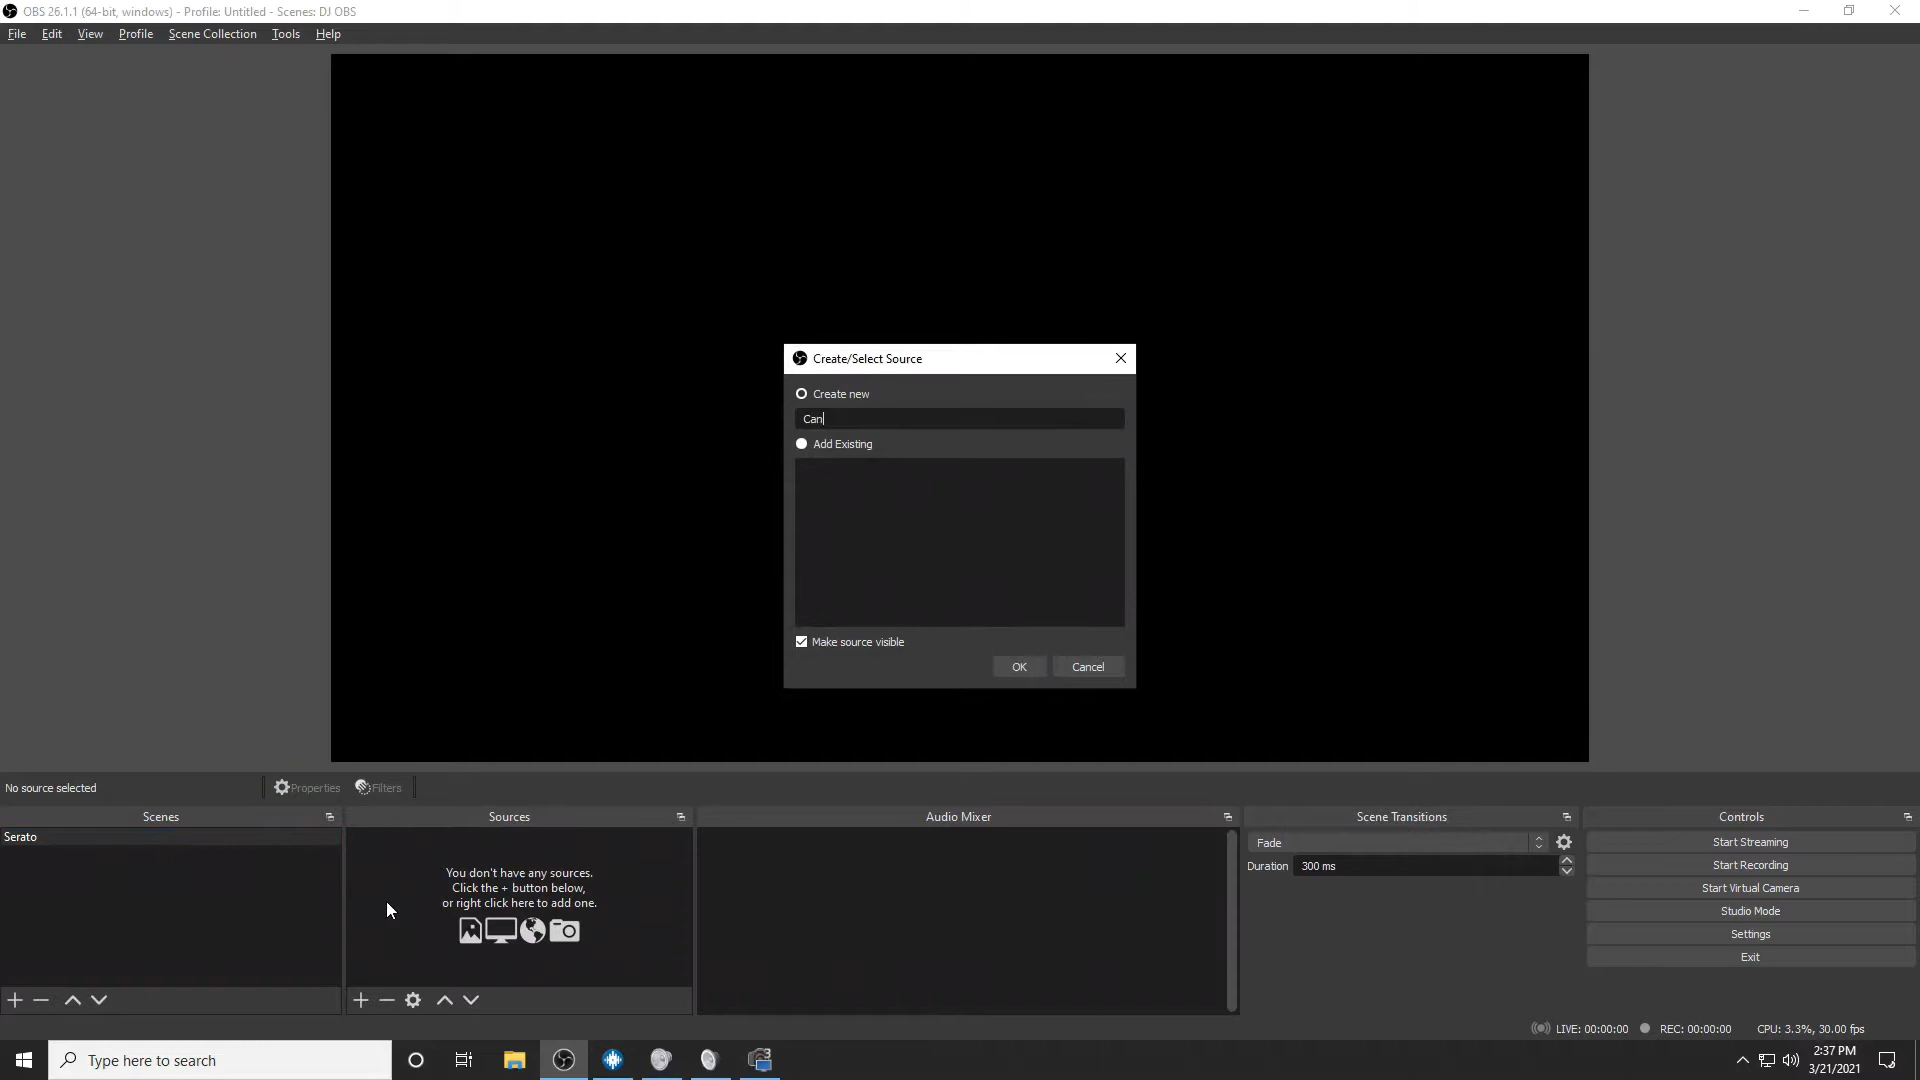 OBS 26.1.1 (64-bit, windows) - Profile: Untitled - Scenes: DJ OBS
File Edit View Profile Scene Collection Tools Help
Create/Select Source
Create new
Can
Add Existing
Make source visible
OK Cancel
No source selected Properties Filters
Scenes Sources Audio Mixer Scene Transitions Controls
Serato
You don't have any sources.
Click the + button below,
or right click here to add one.
Fade
Duration 300 ms
Start Streaming
Start Recording
Start Virtual Camera
Studio Mode
Settings
Exit
LIVE: 00:00:00 REC: 00:00:00 CPU: 3.3%, 30.00 fps
Type here to search
3
2:37 PM
3/21/2021